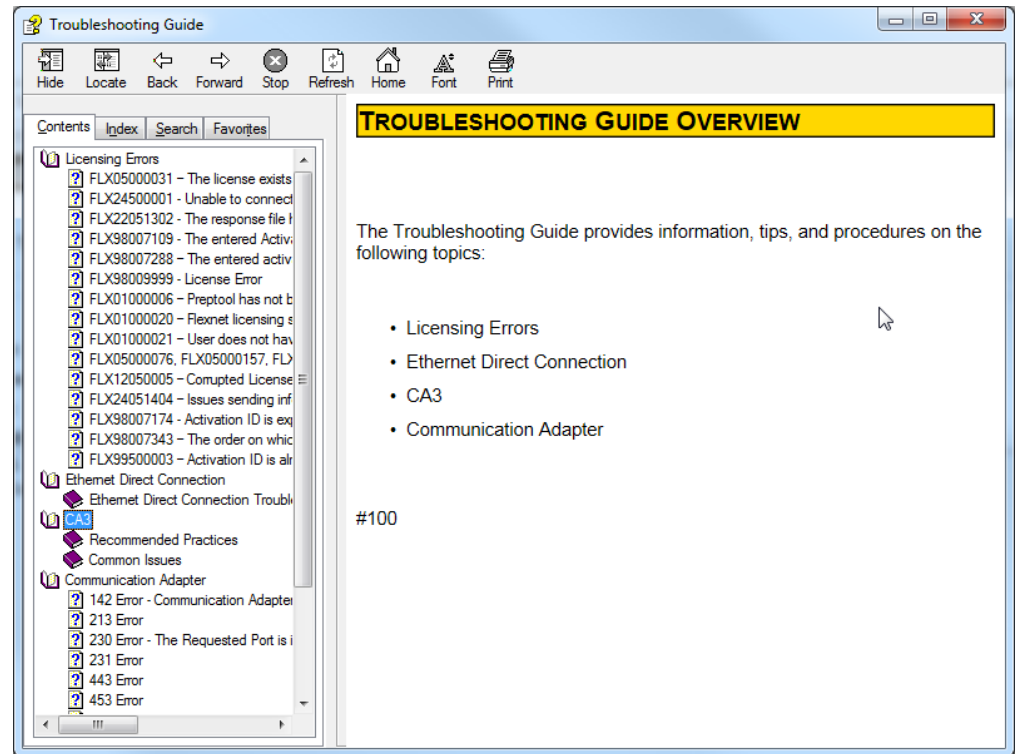 Troubleshooting Guide
Hide Locate Back Forward Stop Refresh Home Font Print
Contents Index Search Favorites
Licensing Errors
FLX05000031 – The license exists
FLX24500001 - Unable to connect
FLX22051302 - The response file h
FLX98007109 - The entered Activa
FLX98007288 – The entered activ
FLX98009999 - License Error
FLX01000006 – Preptool has not b
FLX01000020 – Flexnet licensing s
FLX01000021 – User does not hav
FLX05000076, FLX05000157, FLX
FLX12050005 – Corrupted License
FLX24051404 – Issues sending inf
FLX98007174 - Activation ID is exp
FLX98007343 – The order on whic
FLX99500003 – Activation ID is alr
Ethernet Direct Connection
Ethernet Direct Connection Trouble
CA3
Recommended Practices
Common Issues
Communication Adapter
142 Error - Communication Adapter
213 Error
230 Error - The Requested Port is i
231 Error
443 Error
453 Error
TROUBLESHOOTING GUIDE OVERVIEW
The Troubleshooting Guide provides information, tips, and procedures on the
following topics:
• Licensing Errors
• Ethernet Direct Connection
• CA3
• Communication Adapter
#100